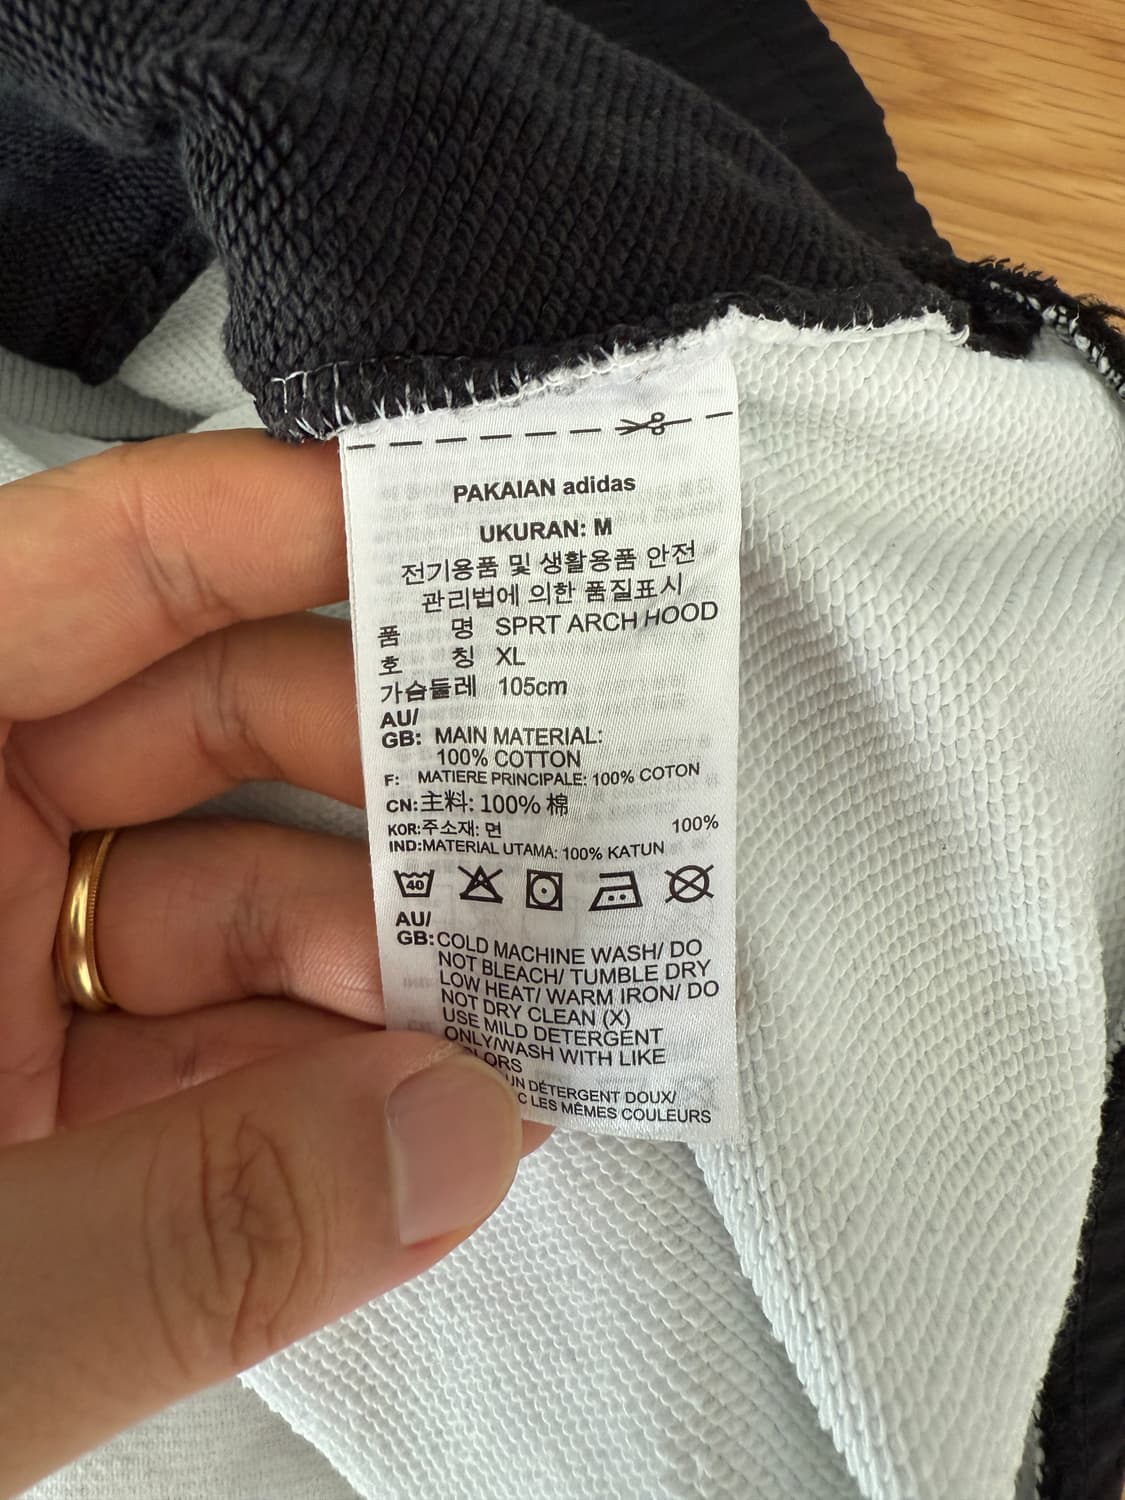 PAKAIAN adidas
UKURAN: M
전기용품 및 생활용품 안전
관리법에 의한 품질표시
품 명 SPRT ARCH HOOD
호 칭 XL
가슴둘레 105cm
AU/
GB: MAIN MATERIAL:
100% COTTON
F: MATIERE PRINCIPALE: 100% COTON
CN:主料: 100% 棉
KOR:주소재: 면 100%
IND:MATERIAL UTAMA: 100% KATUN
40
AU/
GB:COLD MACHINE WASH/ DO
NOT BLEACH/ TUMBLE DRY
LOW HEAT/ WARM IRON/ DO
NOT DRY CLEAN (X)
USE MILD DETERGENT
ONLY/WASH WITH LIKE
DÉTERGENT DOUX/
LES MÊMES COULEURS